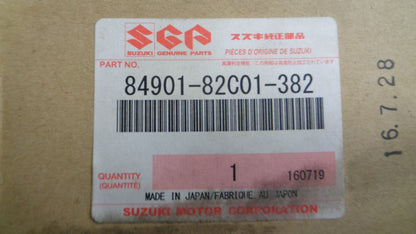 SGP
スズキ純正部品
SUZUKI GENUINE PARTS
PIÈCES D'ORIGINE DE SUZUKI
PART NO.
84901-82C01-382
QUANTITY
(QUANTITÉ)
1
160719
MADE IN JAPAN/FABRIQUE AU JAPON
SUZUKI MOTOR CORPORATION
16.7.28